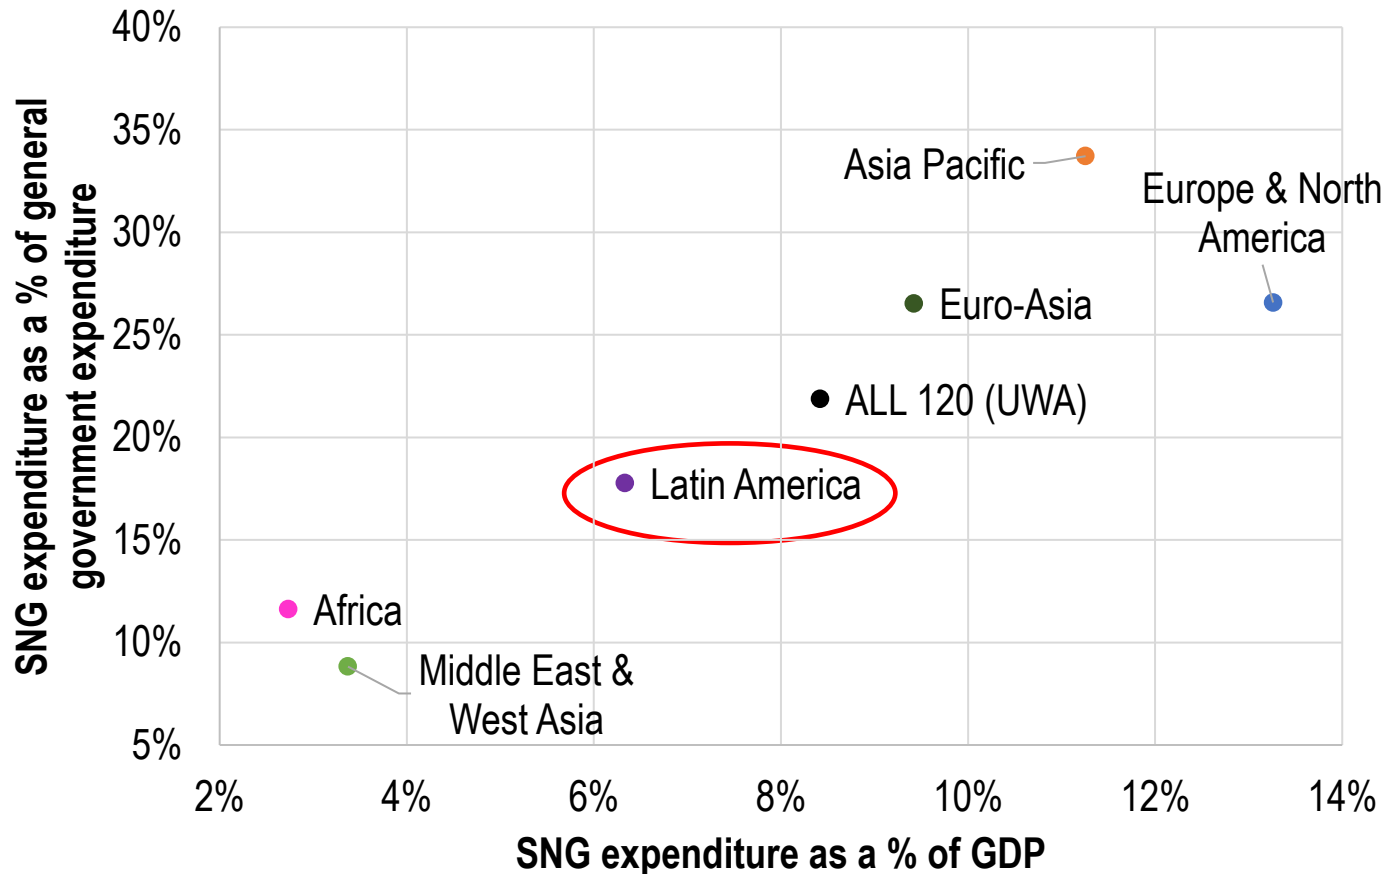 SNG expenditure as a % of general
government expenditure
40%
35%
30%
25%
20%
15%
10%
5%
Asia Pacific
Europe & North
America
Euro-Asia
ALL 120 (UWA)
Latin America
Africa
Middle East &
West Asia
2%
4%
6%
8%
10%
12%
14%
SNG expenditure as a % of GDP